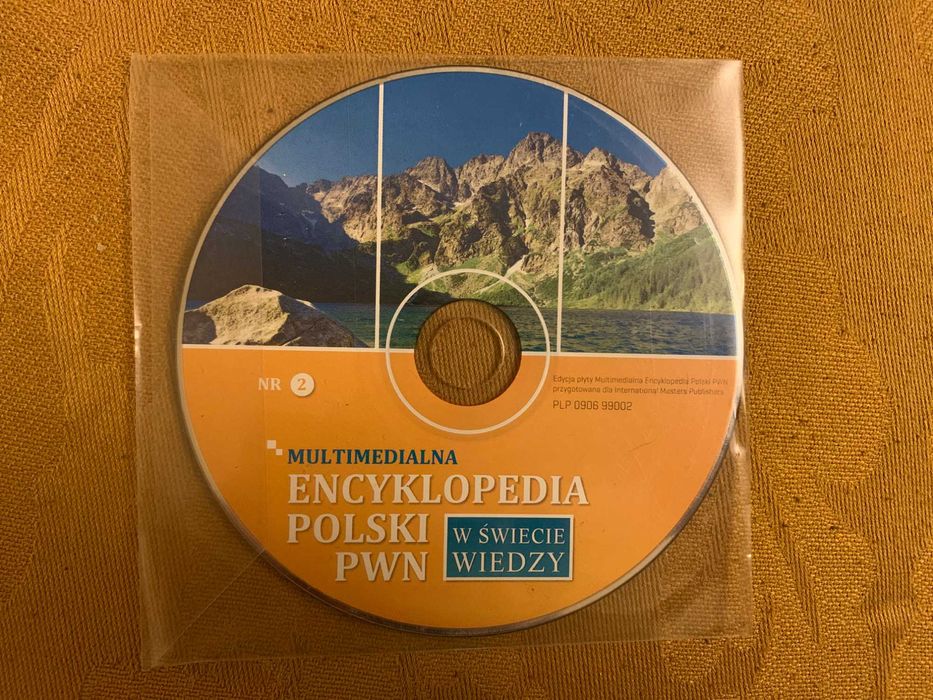 NR 2
Edycja płyty Multimedialna Encyklopedia Polski PWN
przygotowana dla International Masters Publishers
PLP 0906 99002
MULTIMEDIALNA
ENCYKLOPEDIA
POLSKI
PWN
W ŚWIECIE
WIEDZY